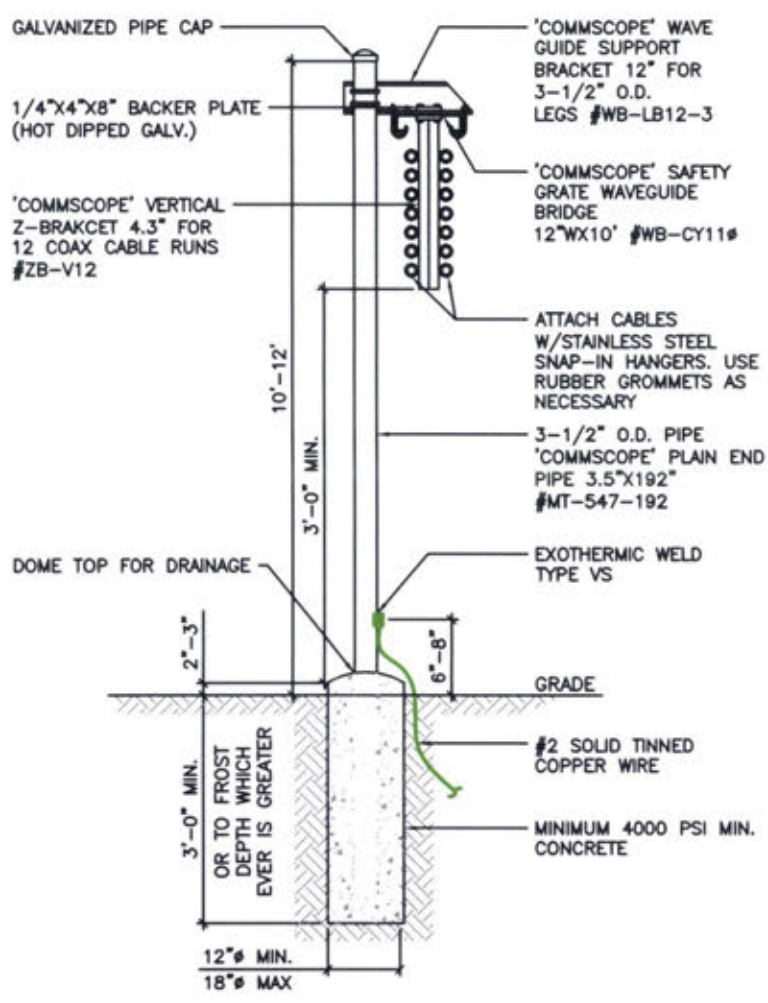 GALVANIZED PIPE CAP
1/4"X4"X8" BACKER PLATE
(HOT DIPPED GALV.)
'COMMSCOPE' VERTICAL
Z-BRAKCET 4.3" FOR
12 COAX CABLE RUNS
#ZB-V12
'COMMSCOPE' WAVE
GUIDE SUPPORT
BRACKET 12" FOR
3-1/2" O.D.
LEGS #WB-LB12-3
'COMMSCOPE' SAFETY
GRATE WAVEGUIDE
BRIDGE
12"WX10' #WB-CY11ø
ATTACH CABLES
W/STAINLESS STEEL
SNAP-IN HANGERS. USE
RUBBER GROMMETS AS
NECESSARY
10'-12'
3'-0" MIN.
3-1/2" O.D. PIPE
'COMMSCOPE' PLAIN END
PIPE 3.5"X192"
#MT-547-192
DOME TOP FOR DRAINAGE
EXOTHERMIC WELD
TYPE VS
2"-3"
6"-8"
GRADE
#2 SOLID TINNED
COPPER WIRE
3'-0" MIN.
OR TO FROST
DEPTH WHICH
EVER IS GREATER
MINIMUM 4000 PSI MIN.
CONCRETE
12"ø MIN.
18"ø MAX